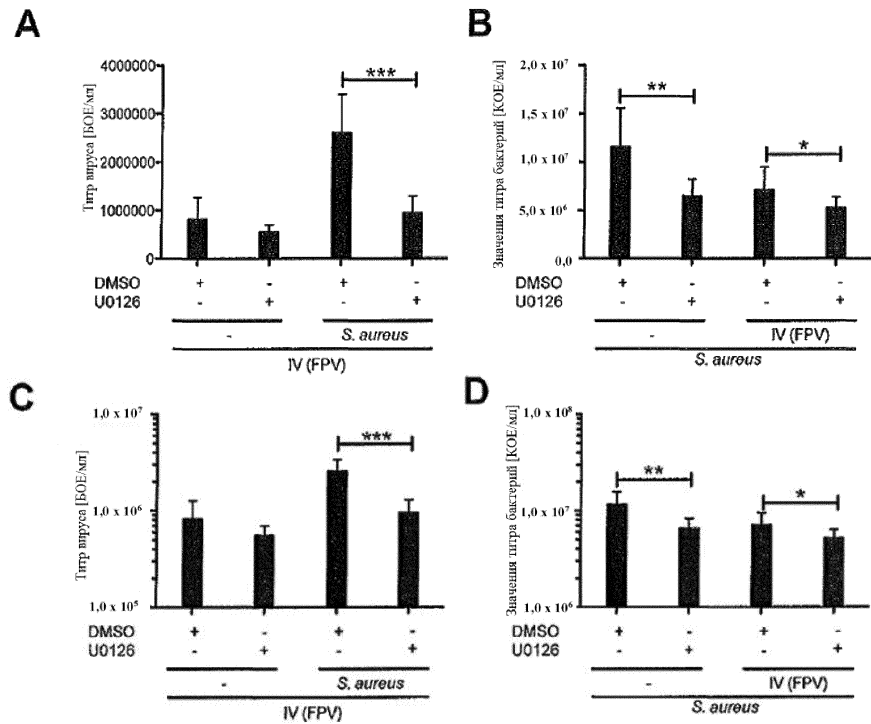 A
Титр вируса [БОЕ/мл]
4000000
3000000
2000000
1000000
0
***
DMSO + - + -
U0126 - + - +
- S. aureus
IV (FPV)
B
Значения титра бактерий [КОЕ/мл]
2,0 x 10⁷
1,5 x 10⁷
1,0 x 10⁷
5,0 x 10⁶
0,0
**
*
DMSO + - + -
U0126 - + - +
- IV (FPV)
S. aureus
C
Титр вируса [БОЕ/мл]
1,0 x 10⁷
1,0 x 10⁶
1,0 x 10⁵
***
DMSO + - + -
U0126 - + - +
- S. aureus
IV (FPV)
D
Значения титра бактерий [КОЕ/мл]
1,0 x 10⁸
1,0 x 10⁷
1,0 x 10⁶
**
*
DMSO + - + -
U0126 - + - +
- IV (FPV)
S. aureus